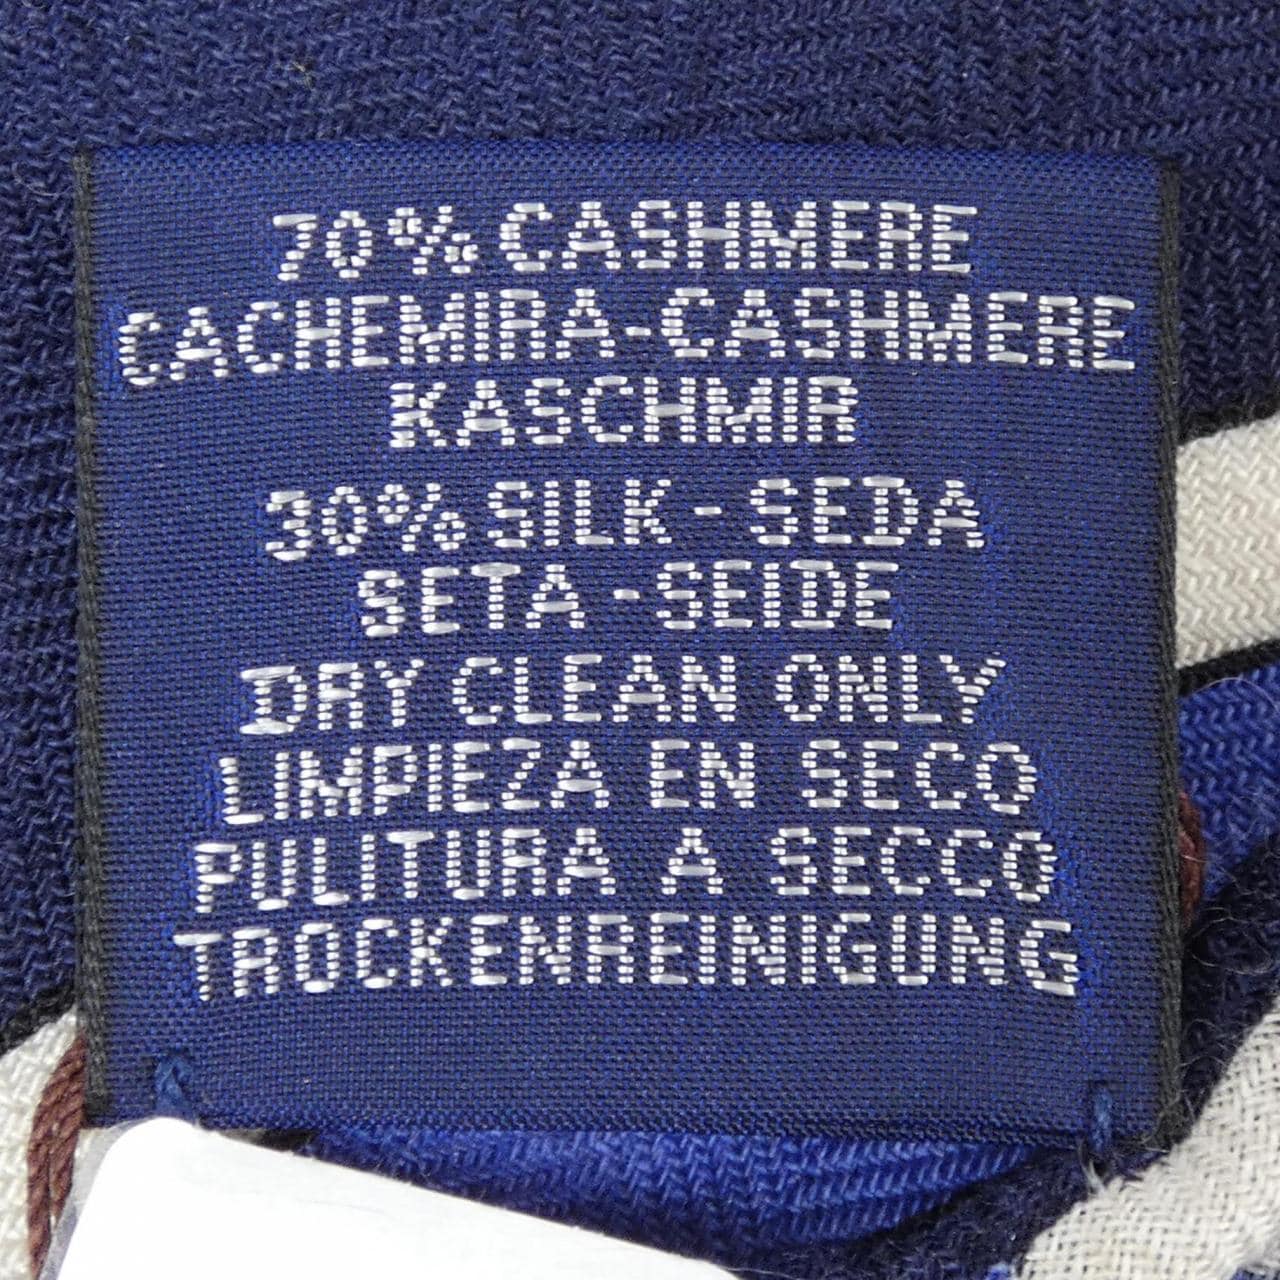 70% CASHMERE
CACHEMIRA-CASHMERE
KASCHMIR
30% SILK - SEDA
SETA - SEIDE
DRY CLEAN ONLY
LIMPIEZA EN SECO
PULITURA A SECCO
TROCKENREINIGUNG